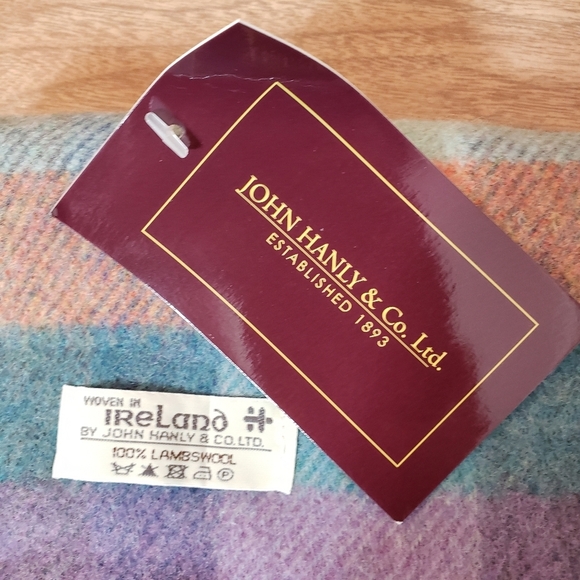 JOHN HANLY & Co. Ltd.
ESTABLISHED 1893
WOVEN IN
IReLand
BY JOHN HANLY & CO.LTD.
100% LAMBSWOOL